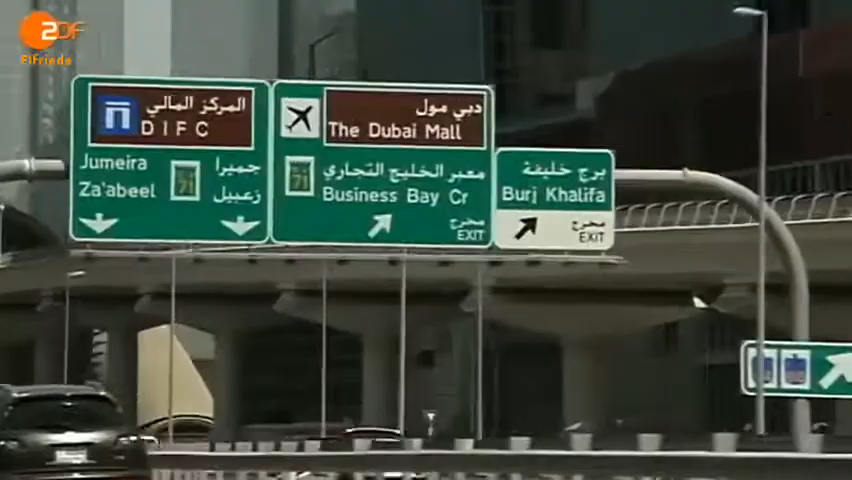 2DF
ElFriede
المركز المالي
DIFC
Jumeira
جميرا
Za'abeel
زعبيل
71
دبي مول
The Dubai Mall
معبر الخليج التجاري
71
Business Bay Cr
مخرج
EXIT
برج خليفة
Burj Khalifa
مخرج
EXIT